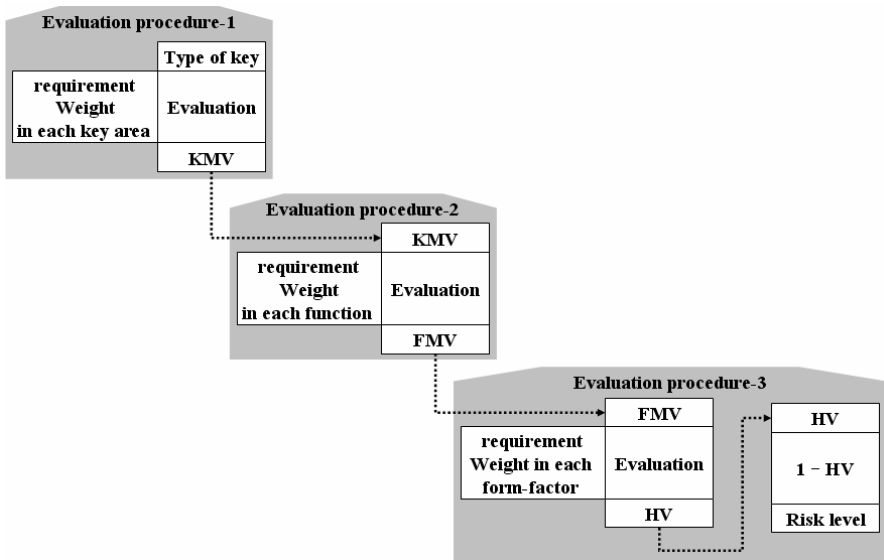 Evaluation procedure-1
Type of key
requirement
Weight
in each key area
Evaluation
KMV
Evaluation procedure-2
KMV
requirement
Weight
in each function
Evaluation
FMV
Evaluation procedure-3
FMV
requirement
Weight in each
form-factor
Evaluation
HV
HV
1 – HV
Risk level